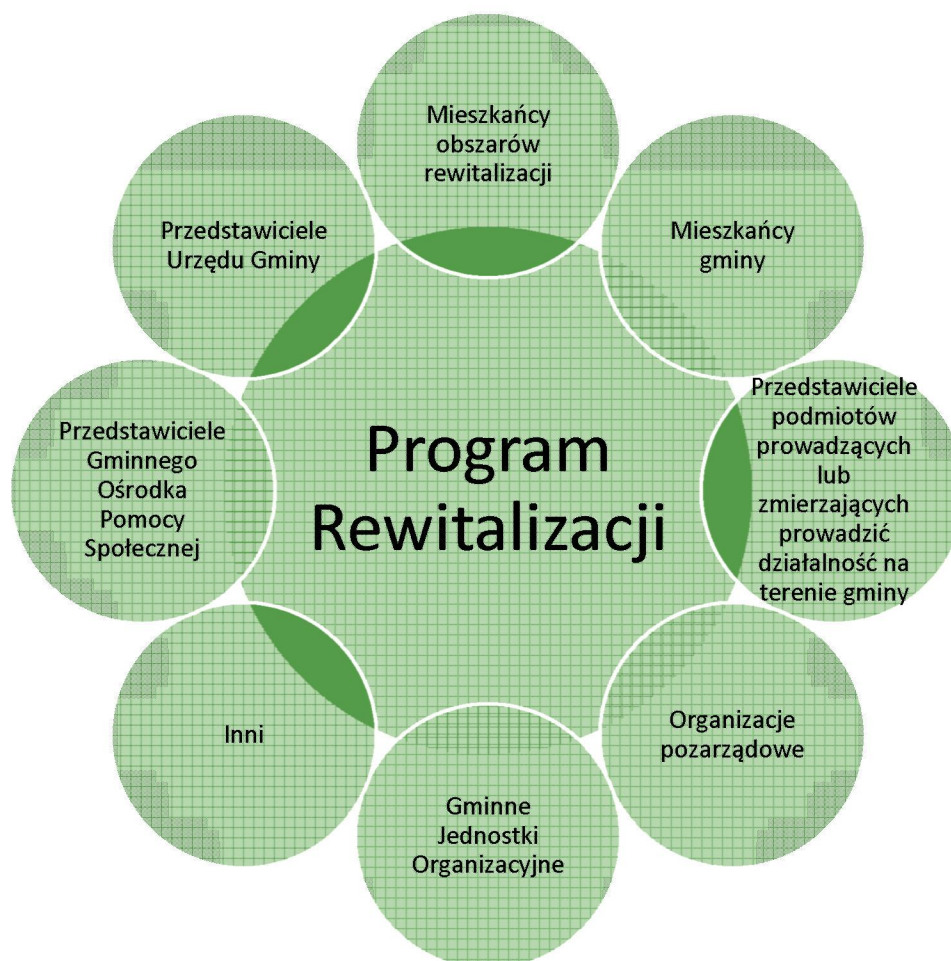 Mieszkańcy
obszarów
rewitalizacji
Mieszkańcy
gminy
Przedstawiciele
podmiotów
prowadzących
lub
zmierzających
prowadzić
działalność na
terenie gminy
Organizacje
pozarządowe
Gminne
Jednostki
Organizacyjne
Inni
Przedstawiciele
Gminnego
Ośrodka
Pomocy
Społecznej
Przedstawiciele
Urzędu Gminy
Program
Rewitalizacji